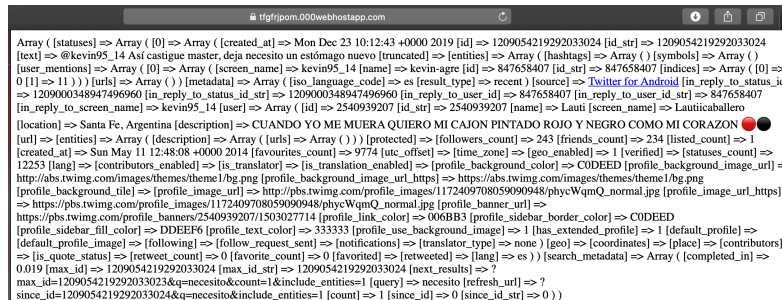 tfgfrjpom.000webhostapp.com
Array ( [statuses] => Array ( [0] => Array ( [created_at] => Mon Dec 23 10:12:43 +0000 2019 [id] => 1209054219292033024 [id_str] => 1209054219292033024
[text] => @kevin95_14 Así castigue master, deja necesito un estómago nuevo [truncated] => [entities] => Array ( [hashtags] => Array ( ) [symbols] => Array ( )
[user_mentions] => Array ( [0] => Array ( [screen_name] => kevin95_14 [name] => kevin-agre [id] => 847658407 [id_str] => 847658407 [indices] => Array ( [0] =>
0 [1] => 11 ) ) ) [urls] => Array ( ) ) [metadata] => Array ( [iso_language_code] => es [result_type] => recent ) [source] => Twitter for Android [in_reply_to_status_id]
=> 1209000348947496960 [in_reply_to_status_id_str] => 1209000348947496960 [in_reply_to_user_id] => 847658407 [in_reply_to_user_id_str] => 847658407
[in_reply_to_screen_name] => kevin95_14 [user] => Array ( [id] => 2540939207 [id_str] => 2540939207 [name] => Lauti [screen_name] => Lautiicaballero
[location] => Santa Fe, Argentina [description] => CUANDO YO ME MUERA QUIERO MI CAJON PINTADO ROJO Y NEGRO COMO MI CORAZON 🔴⚫
[url] => [entities] => Array ( [description] => Array ( [urls] => Array ( ) ) ) [protected] => [followers_count] => 243 [friends_count] => 234 [listed_count] => 1
[created_at] => Sun May 11 12:48:08 +0000 2014 [favourites_count] => 9774 [utc_offset] => [time_zone] => [geo_enabled] => 1 [verified] => [statuses_count] =>
12253 [lang] => [contributors_enabled] => [is_translator] => [is_translation_enabled] => [profile_background_color] => C0DEED [profile_background_image_url] =>
http://abs.twimg.com/images/themes/theme1/bg.png [profile_background_image_url_https] => https://abs.twimg.com/images/themes/theme1/bg.png
[profile_background_tile] => [profile_image_url] => http://pbs.twimg.com/profile_images/1172409708059090948/phycWqmQ_normal.jpg [profile_image_url_https]
=> https://pbs.twimg.com/profile_images/1172409708059090948/phycWqmQ_normal.jpg [profile_banner_url] =>
https://pbs.twimg.com/profile_banners/2540939207/1503027714 [profile_link_color] => 006BB3 [profile_sidebar_border_color] => C0DEED
[profile_sidebar_fill_color] => DDEEF6 [profile_text_color] => 333333 [profile_use_background_image] => 1 [has_extended_profile] => 1 [default_profile] =>
[default_profile_image] => [following] => [follow_request_sent] => [notifications] => [translator_type] => none ) [geo] => [coordinates] => [place] => [contributors]
=> [is_quote_status] => [retweet_count] => 0 [favorite_count] => 0 [favorited] => [retweeted] => [lang] => es ) ) [search_metadata] => Array ( [completed_in] =>
0.019 [max_id] => 1209054219292033024 [max_id_str] => 1209054219292033024 [next_results] => ?
max_id=1209054219292033023&q=necesito&count=1&include_entities=1 [query] => necesito [refresh_url] => ?
since_id=1209054219292033024&q=necesito&include_entities=1 [count] => 1 [since_id] => 0 [since_id_str] => 0 ) )